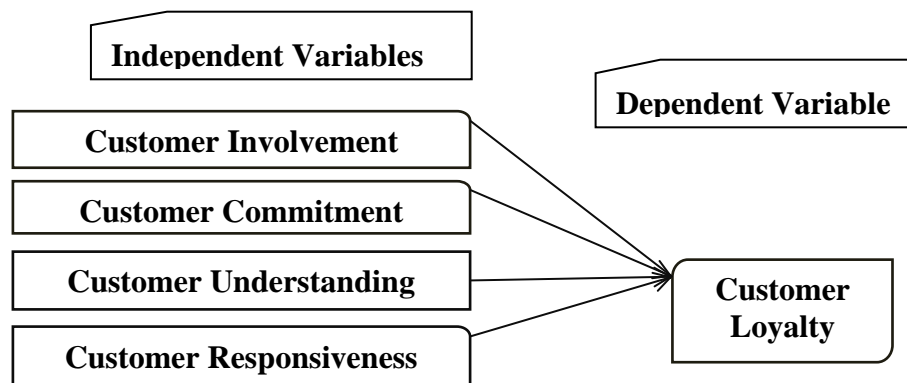 Independent Variables
Dependent Variable
Customer Involvement
Customer Commitment
Customer Understanding
Customer Responsiveness
Customer
Loyalty